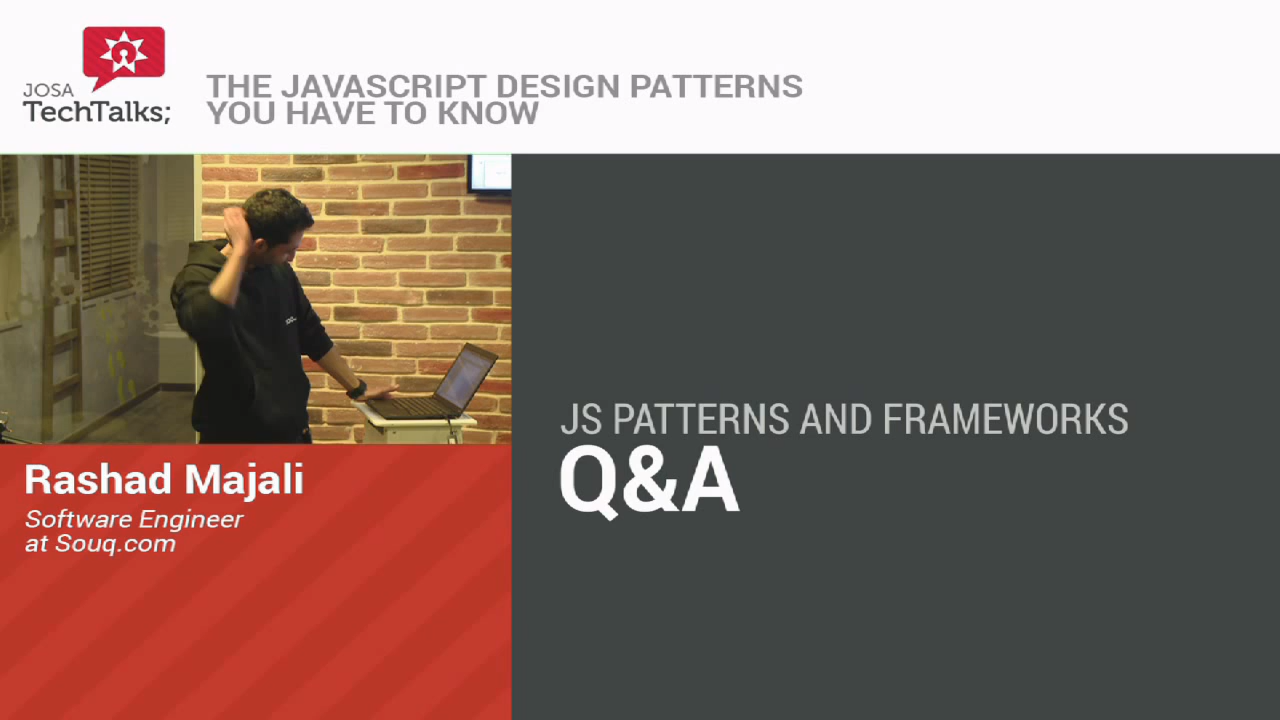 JOSA
TechTalks;
THE JAVASCRIPT DESIGN PATTERNS
YOU HAVE TO KNOW
JS PATTERNS AND FRAMEWORKS
Q&A
Rashad Majali
Software Engineer
at Souq.com